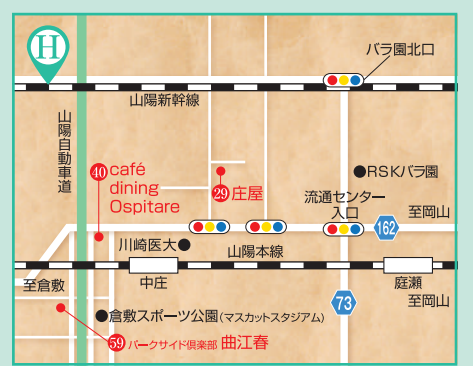 H
バラ園北口
山陽新幹線
山陽自動車道
40 café
dining
Ospitare
29 庄屋
RSKバラ園
流通センター
入口
至岡山
162
川崎医大
山陽本線
中庄
庭瀬
至倉敷
73
至岡山
倉敷スポーツ公園(マスカットスタジアム)
59 パークサイド倶楽部 曲江春